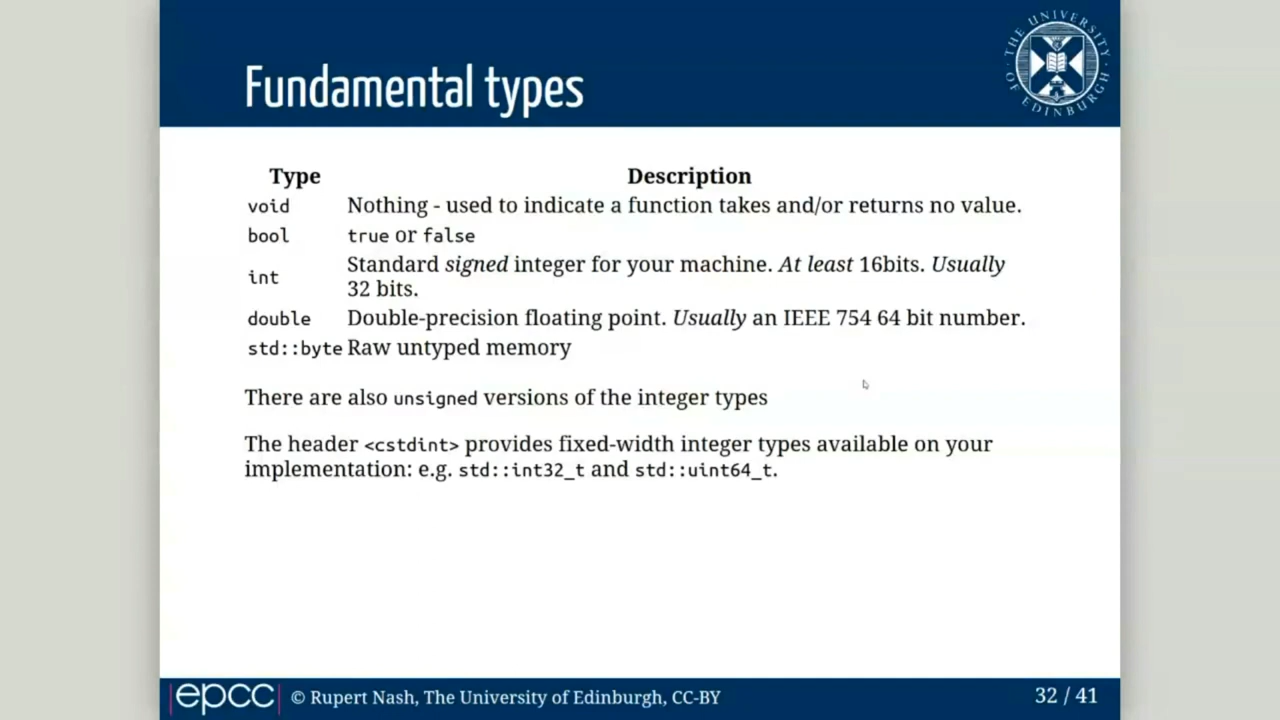 Fundamental types
THE UNIVERSITY OF EDINBURGH
Type Description
void Nothing - used to indicate a function takes and/or returns no value.
bool true or false
int Standard signed integer for your machine. At least 16bits. Usually
32 bits.
double Double-precision floating point. Usually an IEEE 754 64 bit number.
std::byte Raw untyped memory
There are also unsigned versions of the integer types
The header <cstdint> provides fixed-width integer types available on your
implementation: e.g. std::int32_t and std::uint64_t.
epcc © Rupert Nash, The University of Edinburgh, CC-BY 32 / 41